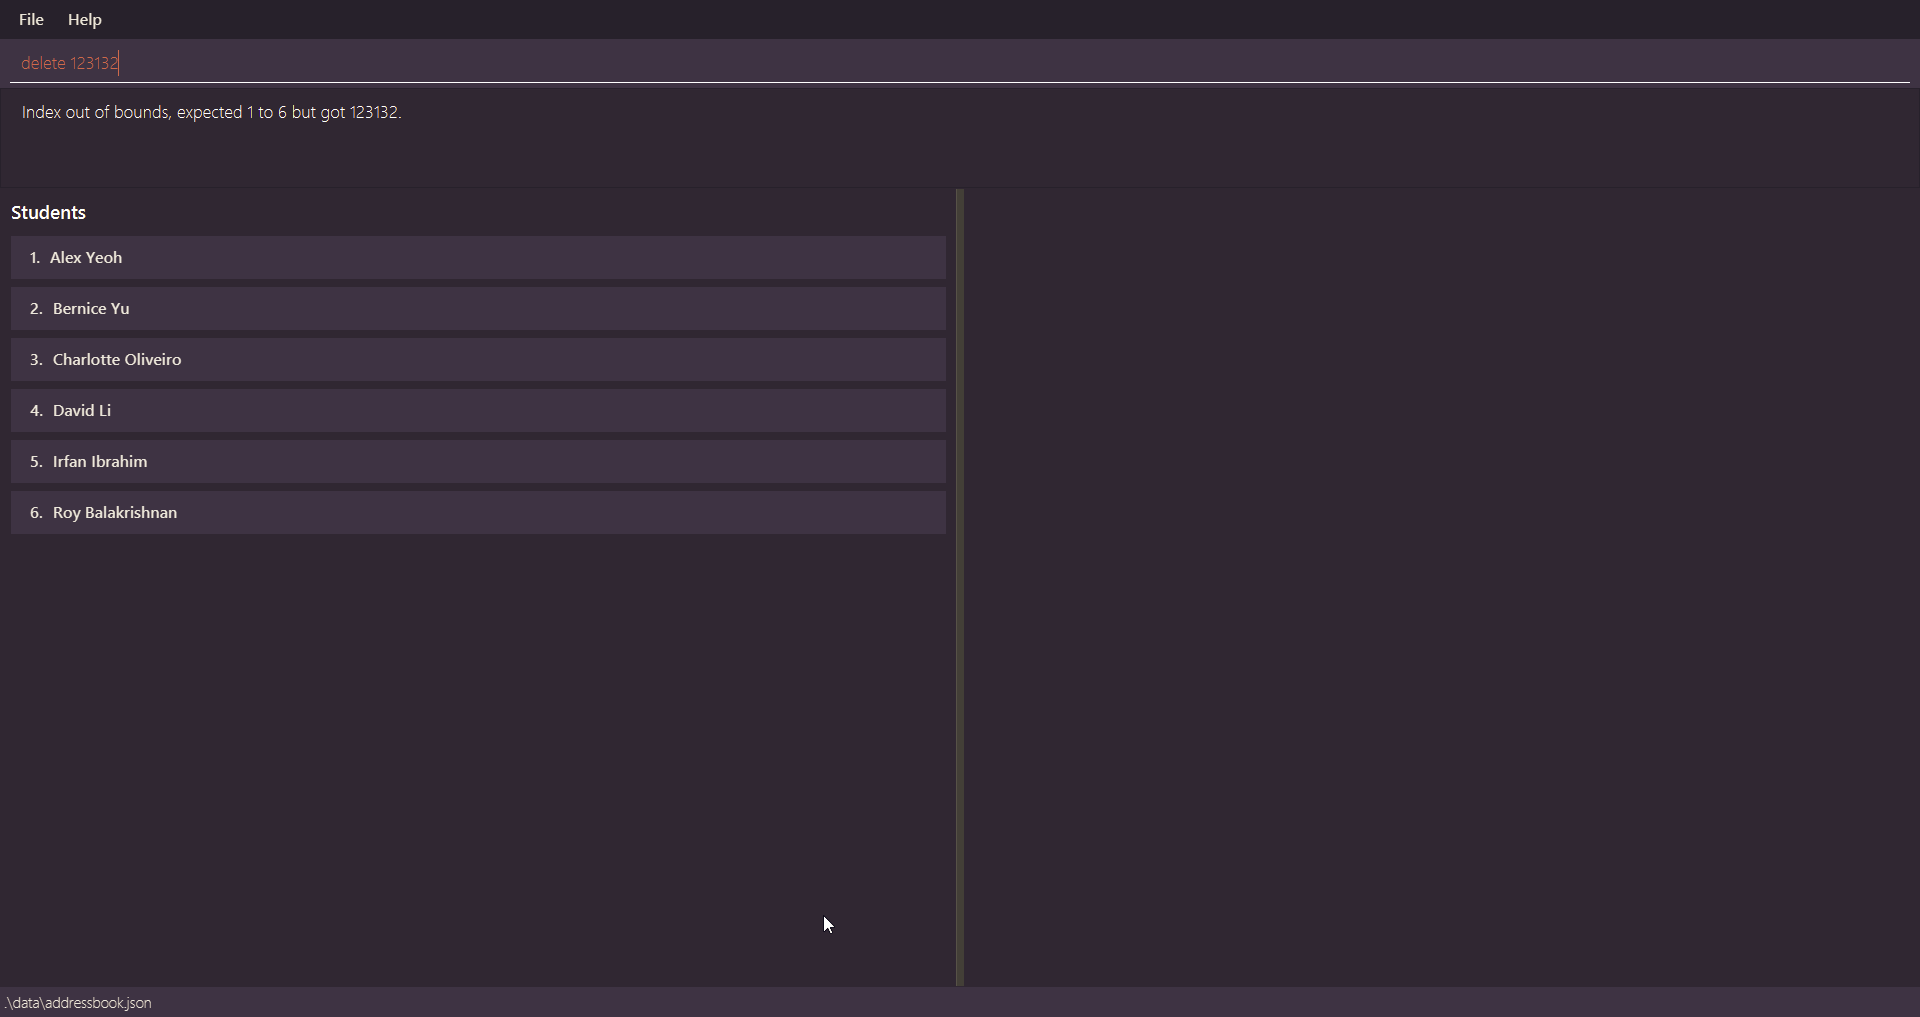 File Help
delete 123132
Index out of bounds, expected 1 to 6 but got 123132.
Students
1. Alex Yeoh
2. Bernice Yu
3. Charlotte Oliveiro
4. David Li
5. Irfan Ibrahim
6. Roy Balakrishnan
.\data\addressbook.json